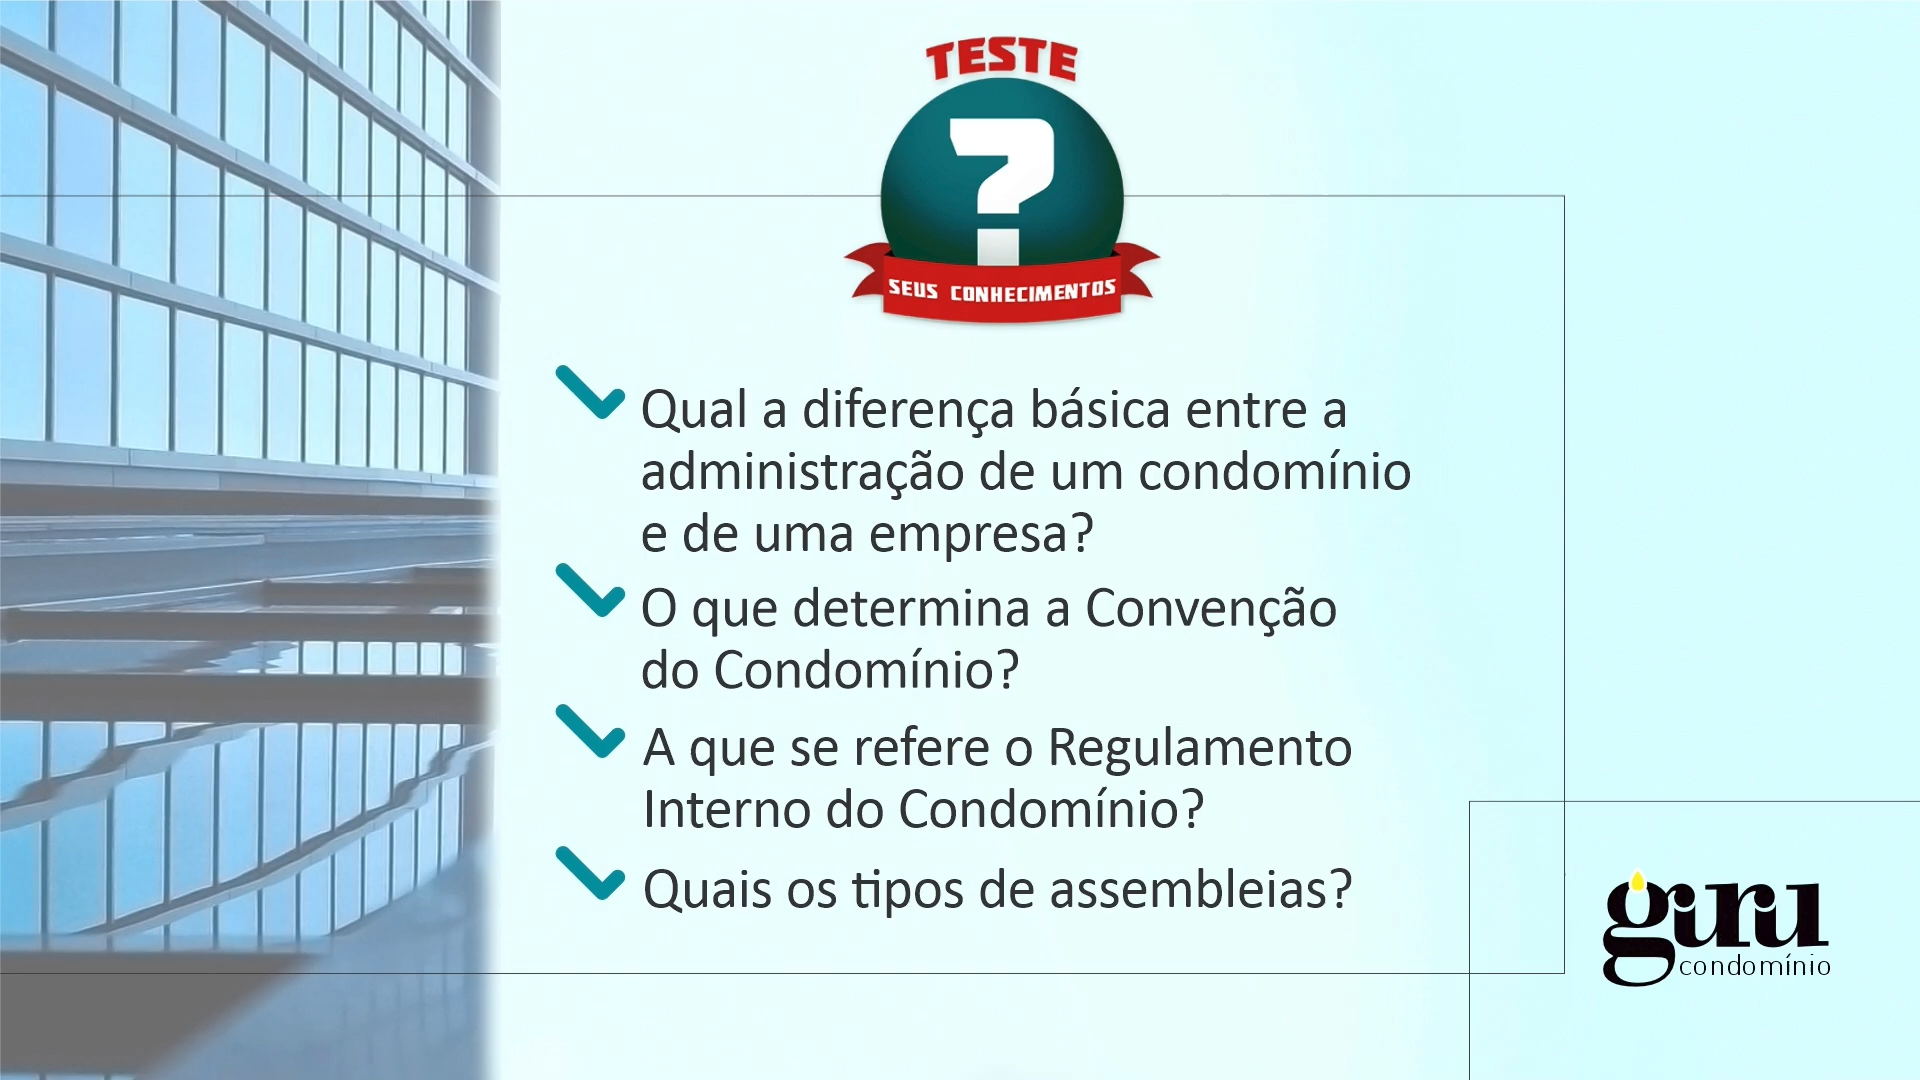 TESTE
?
SEUS CONHECIMENTOS
Qual a diferença básica entre a
administração de um condomínio
e de uma empresa?
O que determina a Convenção
do Condomínio?
A que se refere o Regulamento
Interno do Condomínio?
Quais os tipos de assembleias?
guru
condomínio